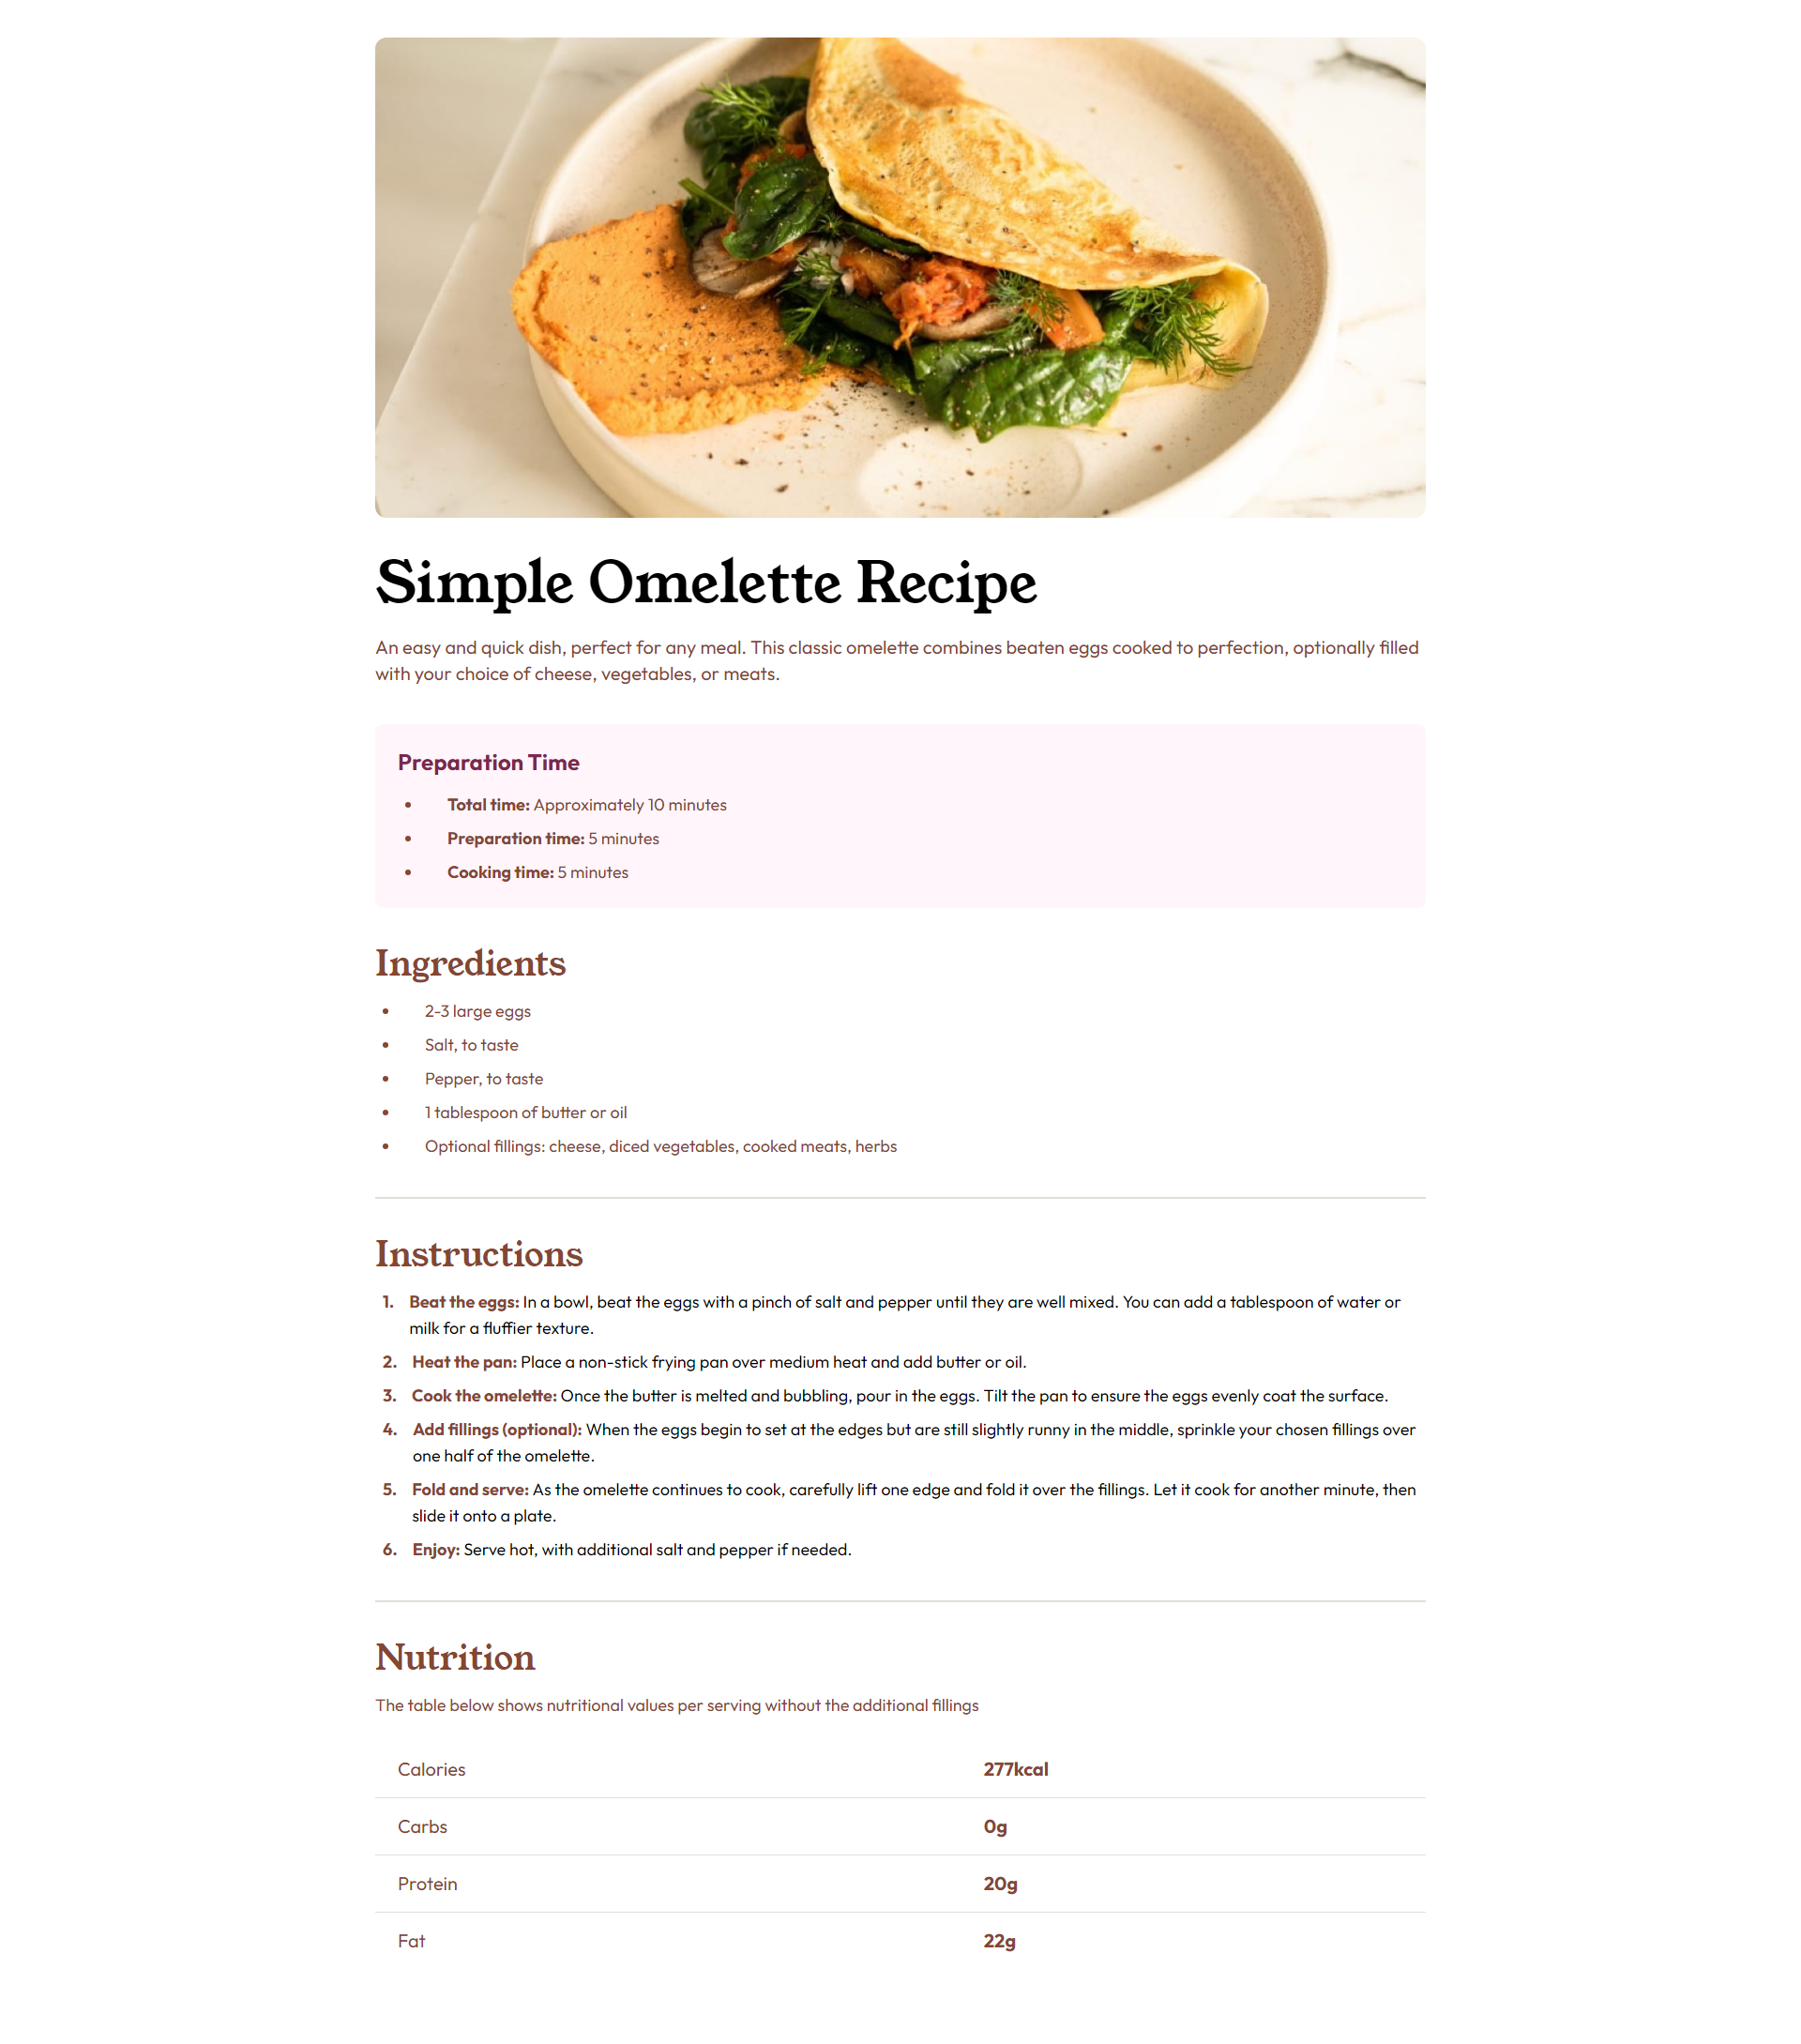 Simple Omelette Recipe
An easy and quick dish, perfect for any meal. This classic omelette combines beaten eggs cooked to perfection, optionally filled
with your choice of cheese, vegetables, or meats.
Preparation Time
• Total time: Approximately 10 minutes
• Preparation time: 5 minutes
• Cooking time: 5 minutes
Ingredients
• 2-3 large eggs
• Salt, to taste
• Pepper, to taste
• 1 tablespoon of butter or oil
• Optional fillings: cheese, diced vegetables, cooked meats, herbs
Instructions
1. Beat the eggs: In a bowl, beat the eggs with a pinch of salt and pepper until they are well mixed. You can add a tablespoon of water or
milk for a fluffier texture.
2. Heat the pan: Place a non-stick frying pan over medium heat and add butter or oil.
3. Cook the omelette: Once the butter is melted and bubbling, pour in the eggs. Tilt the pan to ensure the eggs evenly coat the surface.
4. Add fillings (optional): When the eggs begin to set at the edges but are still slightly runny in the middle, sprinkle your chosen fillings over
one half of the omelette.
5. Fold and serve: As the omelette continues to cook, carefully lift one edge and fold it over the fillings. Let it cook for another minute, then
slide it onto a plate.
6. Enjoy: Serve hot, with additional salt and pepper if needed.
Nutrition
The table below shows nutritional values per serving without the additional fillings
Calories 277kcal
Carbs 0g
Protein 20g
Fat 22g